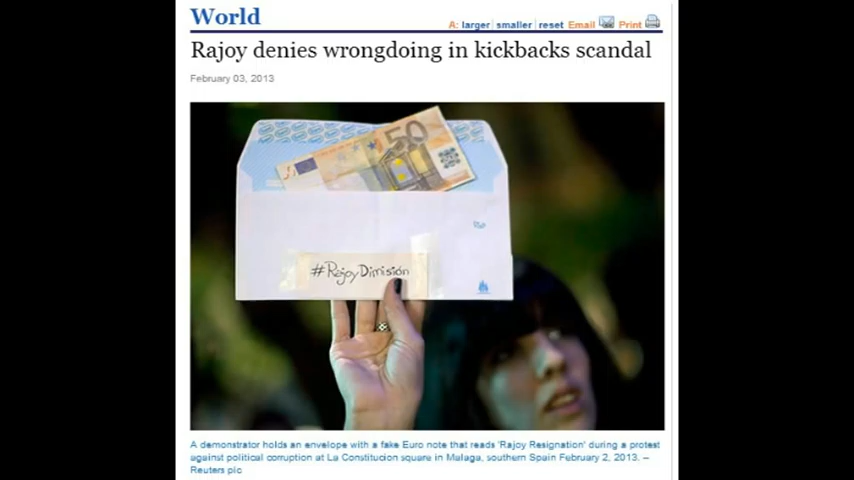 World
A: larger | smaller | reset Email Print
Rajoy denies wrongdoing in kickbacks scandal
February 03, 2013
50
#RajoyDimisión
A demonstrator holds an envelope with a fake Euro note that reads 'Rajoy Resignation' during a protest
against political corruption at La Constitucion square in Malaga, southern Spain February 2, 2013. –
Reuters pic